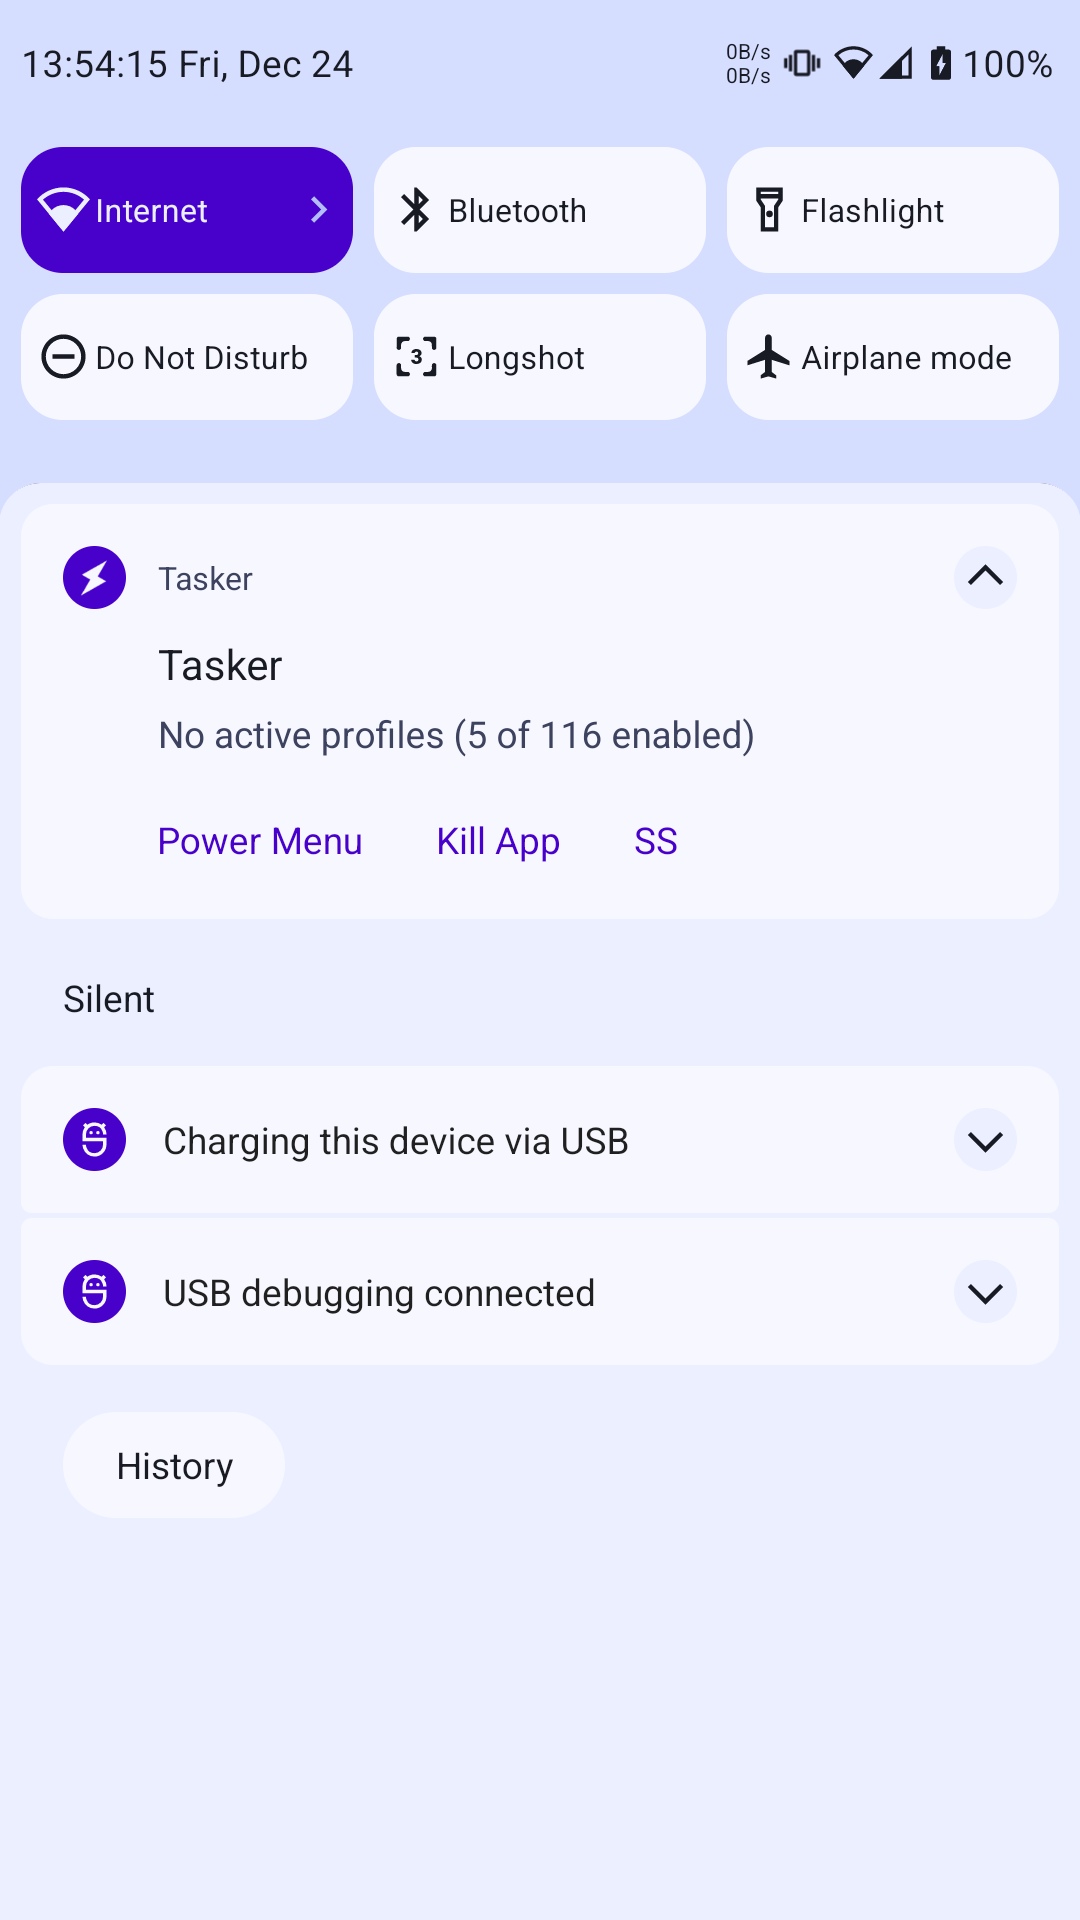 13:54:15 Fri, Dec 24
0B/s
0B/s
100%
Internet
Bluetooth
Flashlight
Do Not Disturb
3
Longshot
Airplane mode
Tasker
Tasker
No active profiles (5 of 116 enabled)
Power Menu
Kill App
SS
Silent
Charging this device via USB
USB debugging connected
History